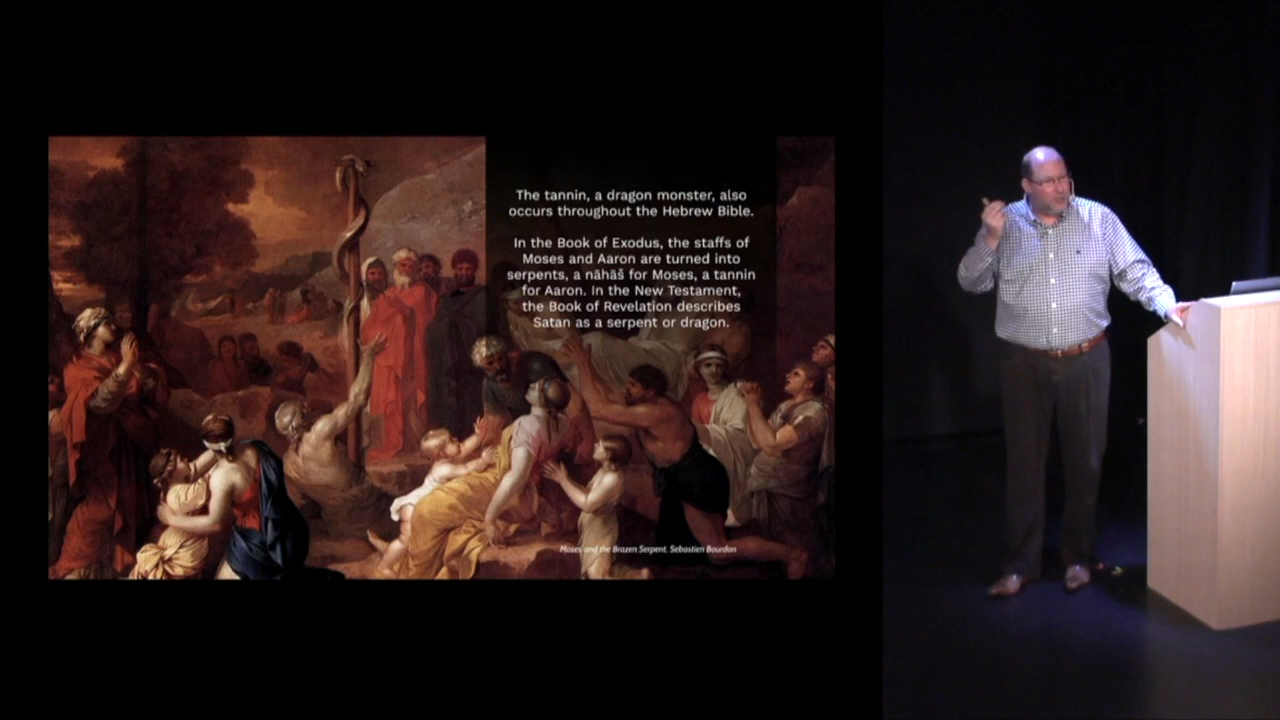 The tannin, a dragon monster, also
occurs throughout the Hebrew Bible.
In the Book of Exodus, the staffs of
Moses and Aaron are turned into
serpents, a nāhāš for Moses, a tannin
for Aaron. In the New Testament,
the Book of Revelation describes
Satan as a serpent or dragon.
Moses and the Brazen Serpent. Sebastien Bourdon